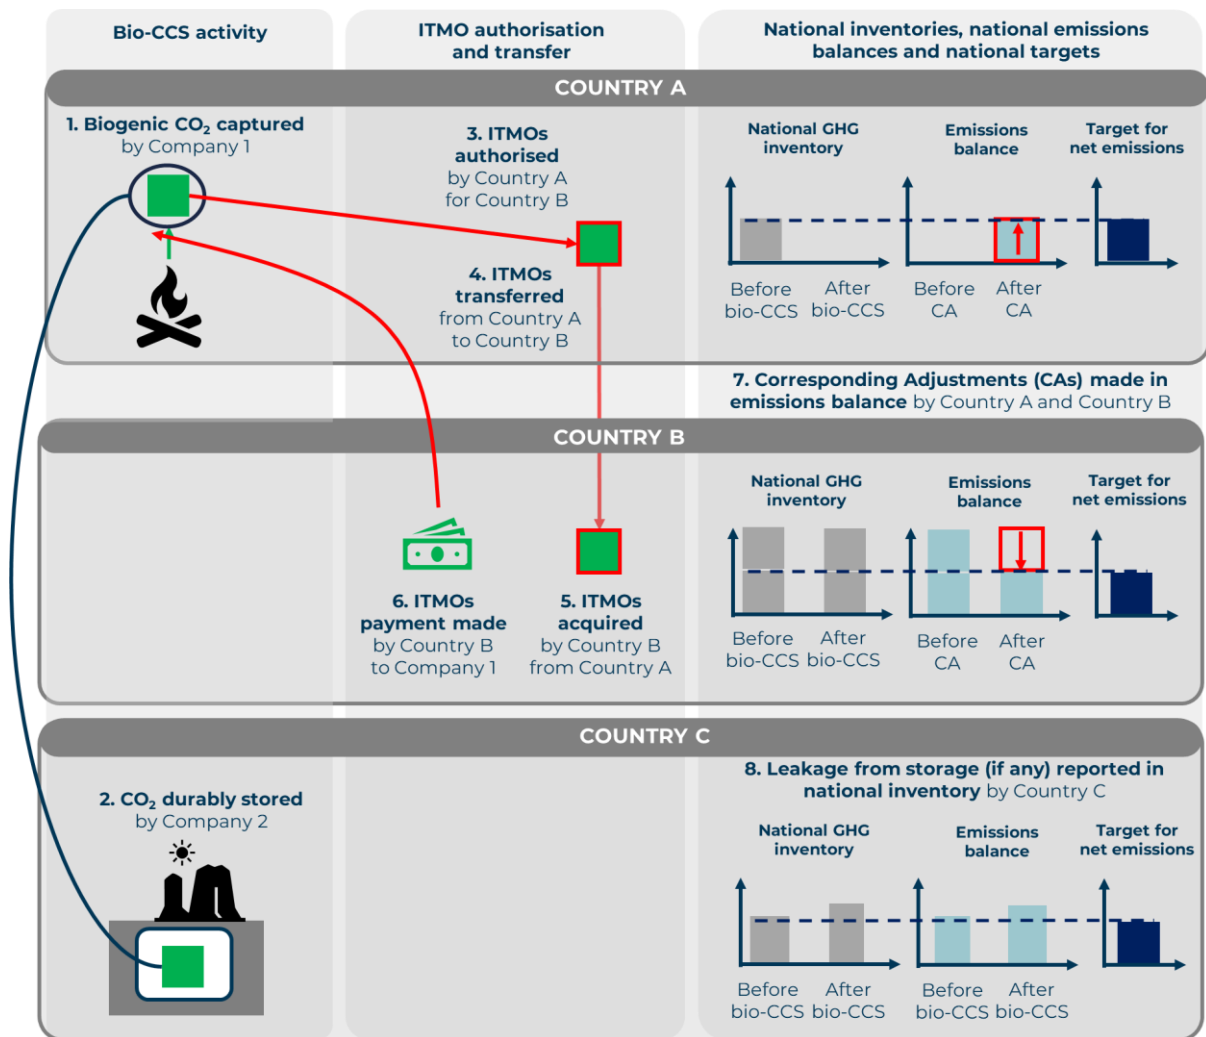 Bio-CCS activity
ITMO authorisation
and transfer
National inventories, national emissions
balances and national targets
COUNTRY A
1. Biogenic CO₂ captured
by Company 1
3. ITMOs
authorised
by Country A
for Country B
4. ITMOs
transferred
from Country A
to Country B
National GHG
inventory
Emissions
balance
Target for
net emissions
Before
bio-CCS
After
bio-CCS
Before
CA
After
CA
7. Corresponding Adjustments (CAs) made in
emissions balance by Country A and Country B
COUNTRY B
6. ITMOs
payment made
by Country B
to Company 1
5. ITMOs
acquired
by Country B
from Country A
National GHG
inventory
Emissions
balance
Target for
net emissions
Before
bio-CCS
After
bio-CCS
Before
CA
After
CA
COUNTRY C
2. CO₂ durably stored
by Company 2
8. Leakage from storage (if any) reported in
national inventory by Country C
National GHG
inventory
Emissions
balance
Target for
net emissions
Before
bio-CCS
After
bio-CCS
Before
bio-CCS
After
bio-CCS